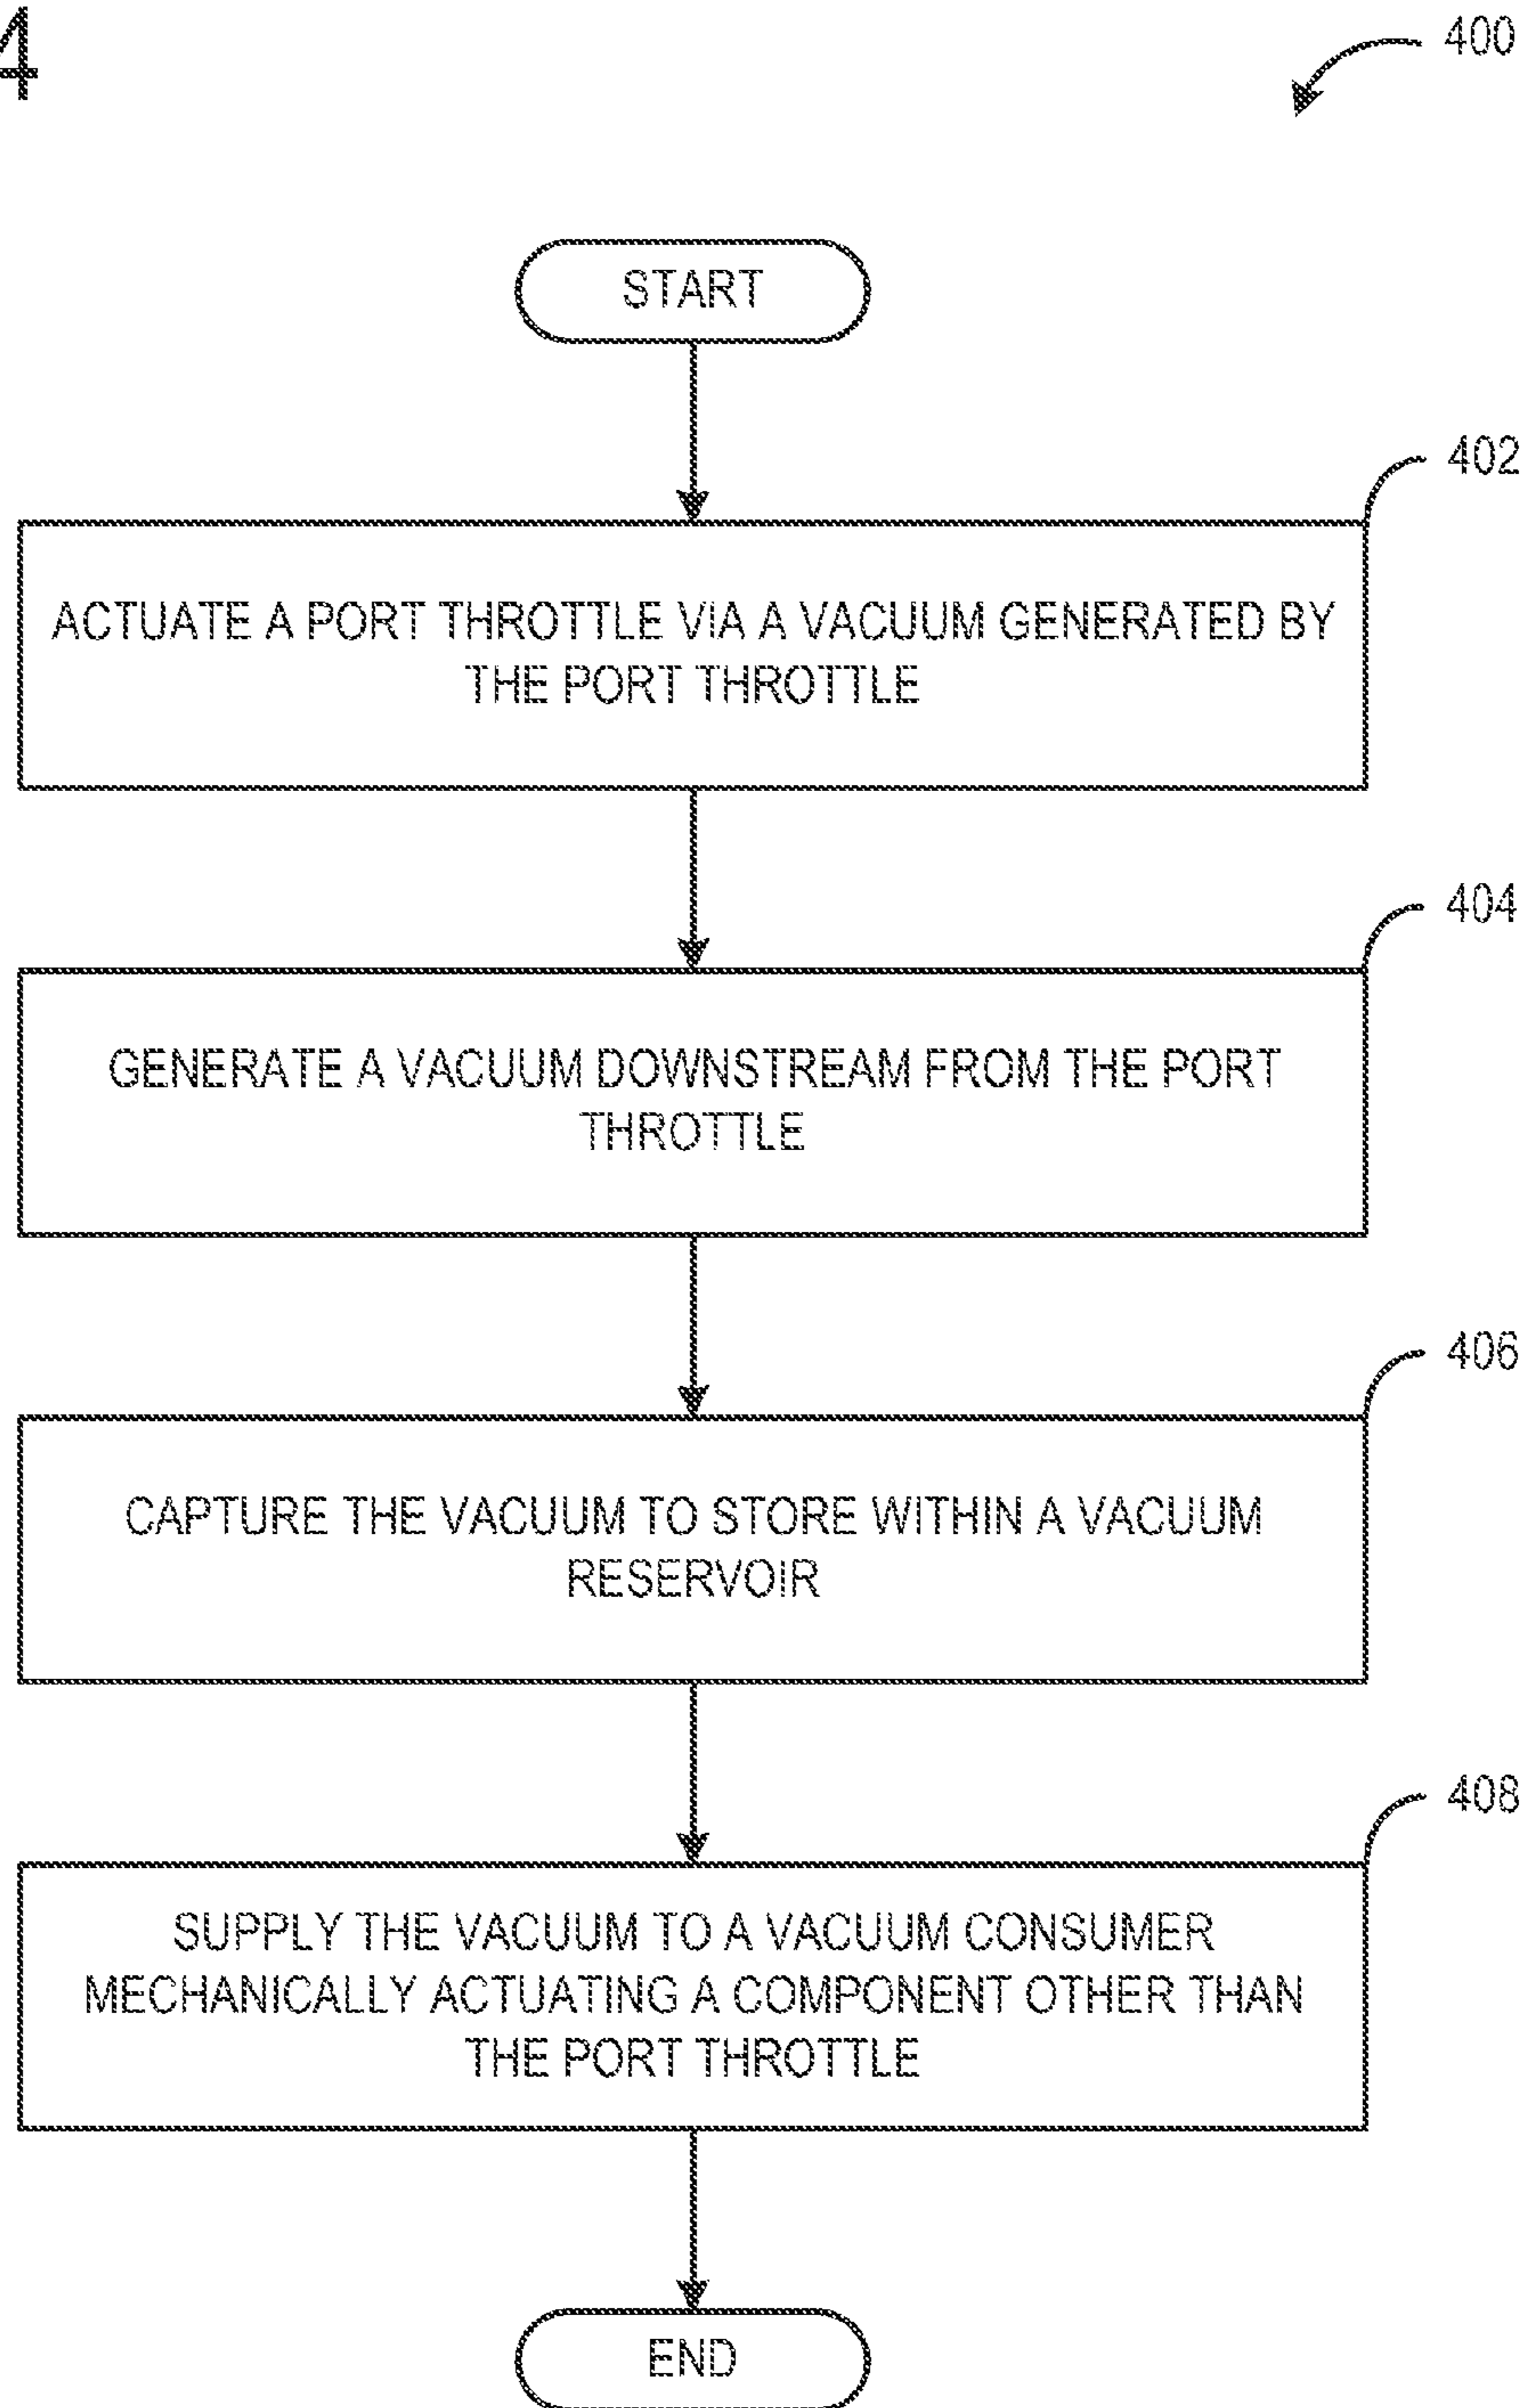 4
400
START
402
ACTUATE A PORT THROTTLE VIA A VACUUM GENERATED BY
THE PORT THROTTLE
404
GENERATE A VACUUM DOWNSTREAM FROM THE PORT
THROTTLE
406
CAPTURE THE VACUUM TO STORE WITHIN A VACUUM
RESERVOIR
408
SUPPLY THE VACUUM TO A VACUUM CONSUMER
MECHANICALLY ACTUATING A COMPONENT OTHER THAN
THE PORT THROTTLE
END